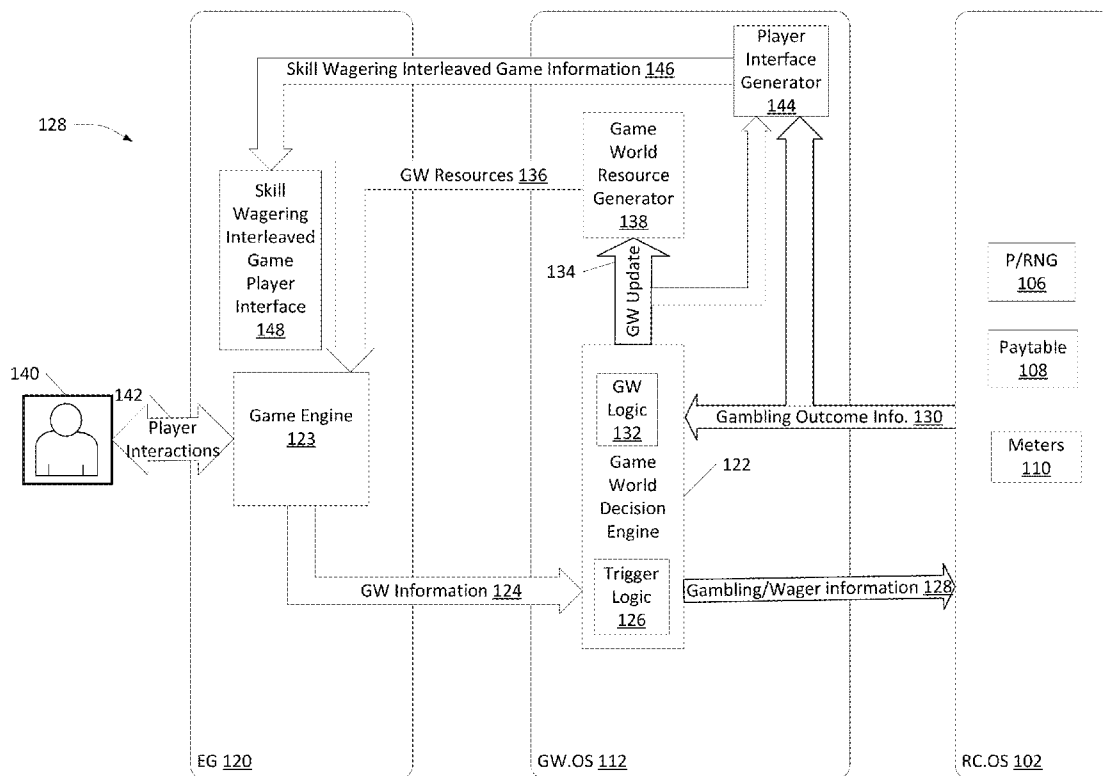 Player
Interface
Generator
144
Skill Wagering Interleaved Game Information 146
128
Game
World
Resource
Generator
138
GW Resources 136
Skill
Wagering
Interleaved
Game
Player
Interface
148
134
GW Update
P/RNG
106
Paytable
108
Meters
110
140
142
Player
Interactions
Game Engine
123
GW
Logic
132
Gambling Outcome Info. 130
Game
World
Decision
Engine
122
GW Information 124
Trigger
Logic
126
Gambling/Wager information 128
EG 120
GW.OS 112
RC.OS 102